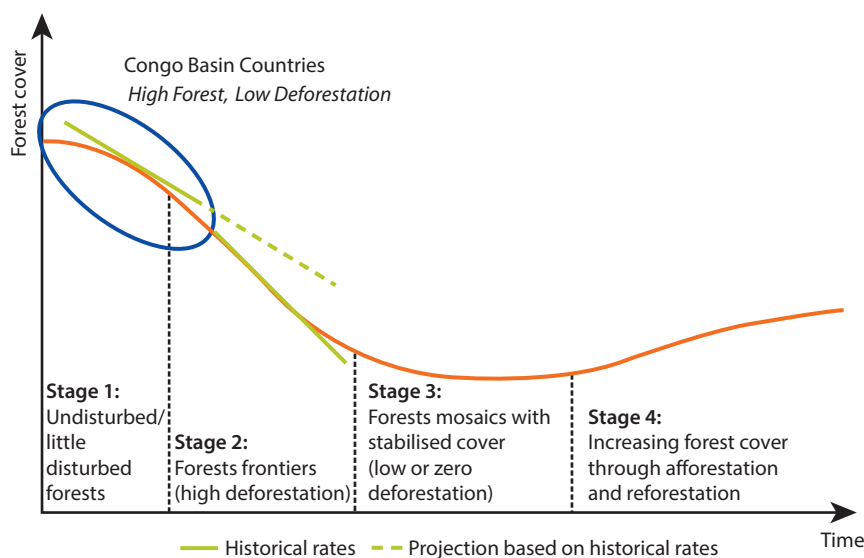 Forest cover
Congo Basin Countries
High Forest, Low Deforestation
Stage 1:
Undisturbed/
little
disturbed
forests
Stage 2:
Forests frontiers
(high deforestation)
Stage 3:
Forests mosaics with
stabilised cover
(low or zero
deforestation)
Stage 4:
Increasing forest cover
through afforestation
and reforestation
Time
Historical rates
Projection based on historical rates